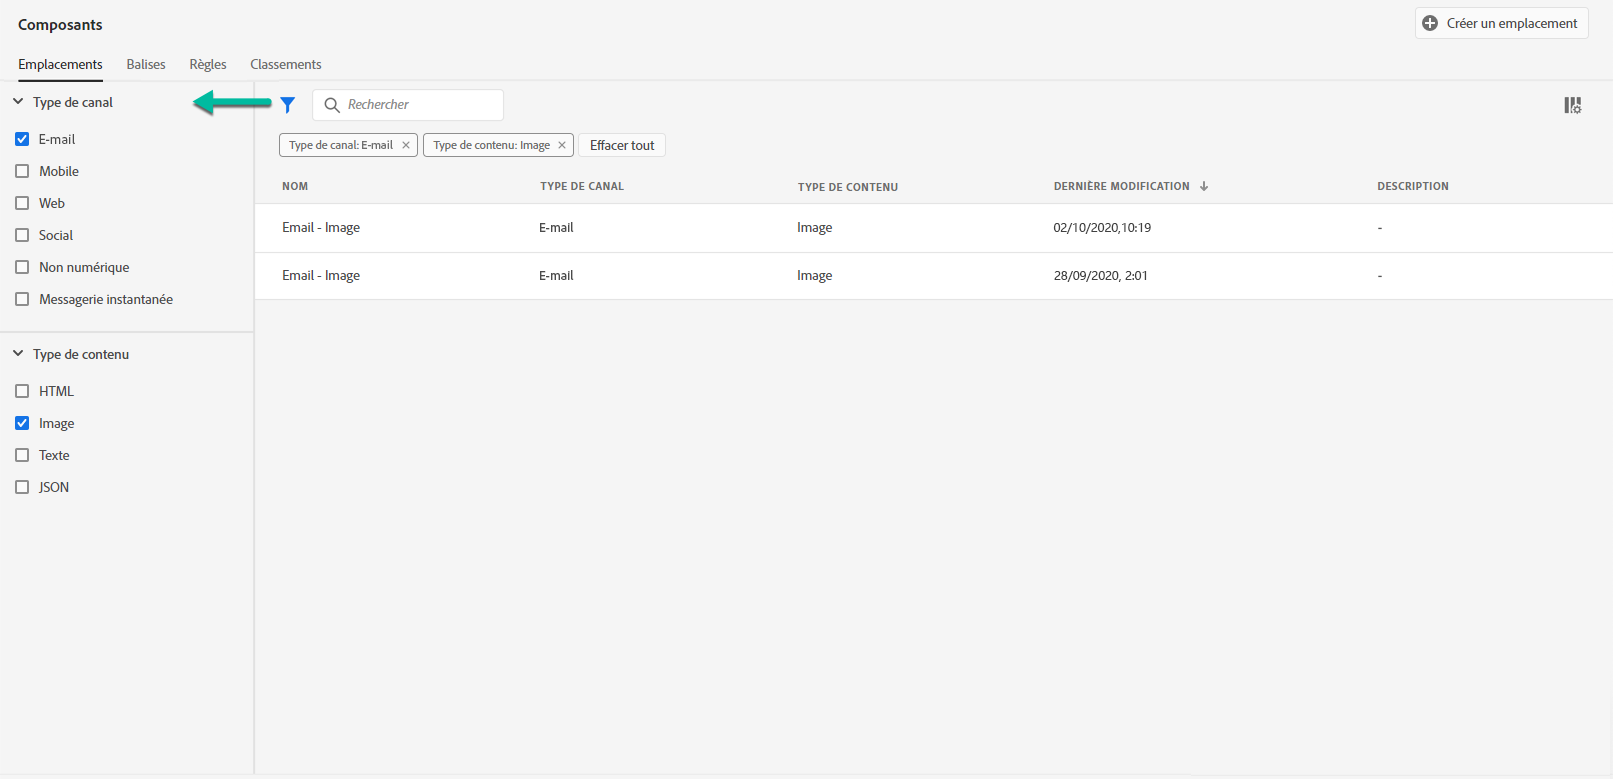 Composants
Créer un emplacement
Emplacements Balises Règles Classements
Type de canal
E-mail
Mobile
Web
Social
Non numérique
Messagerie instantanée
Type de contenu
HTML
Image
Texte
JSON
Rechercher
Type de canal: E-mail Type de contenu: Image Effacer tout
NOM TYPE DE CANAL TYPE DE CONTENU DERNIÈRE MODIFICATION DESCRIPTION
Email - Image E-mail Image 02/10/2020,10:19 -
Email - Image E-mail Image 28/09/2020, 2:01 -